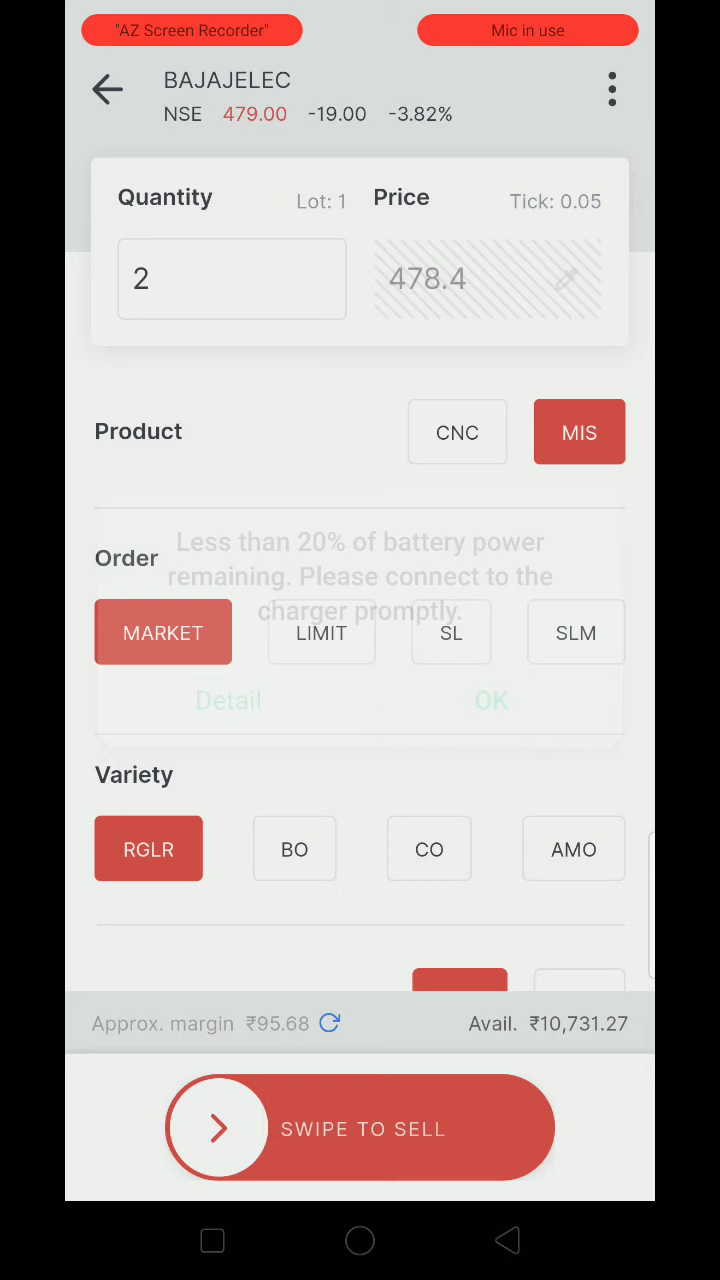 "AZ Screen Recorder" Mic in use
BAJAJELEC
NSE 479.00 -19.00 -3.82%
Quantity Lot: 1 Price Tick: 0.05
2 478.4
Product CNC MIS
Less than 20% of battery power
Order
remaining. Please connect to the
charger promptly.
MARKET LIMIT SL SLM
Detail OK
Variety
RGLR BO CO AMO
Approx. margin ₹95.68 Avail. ₹10,731.27
SWIPE TO SELL